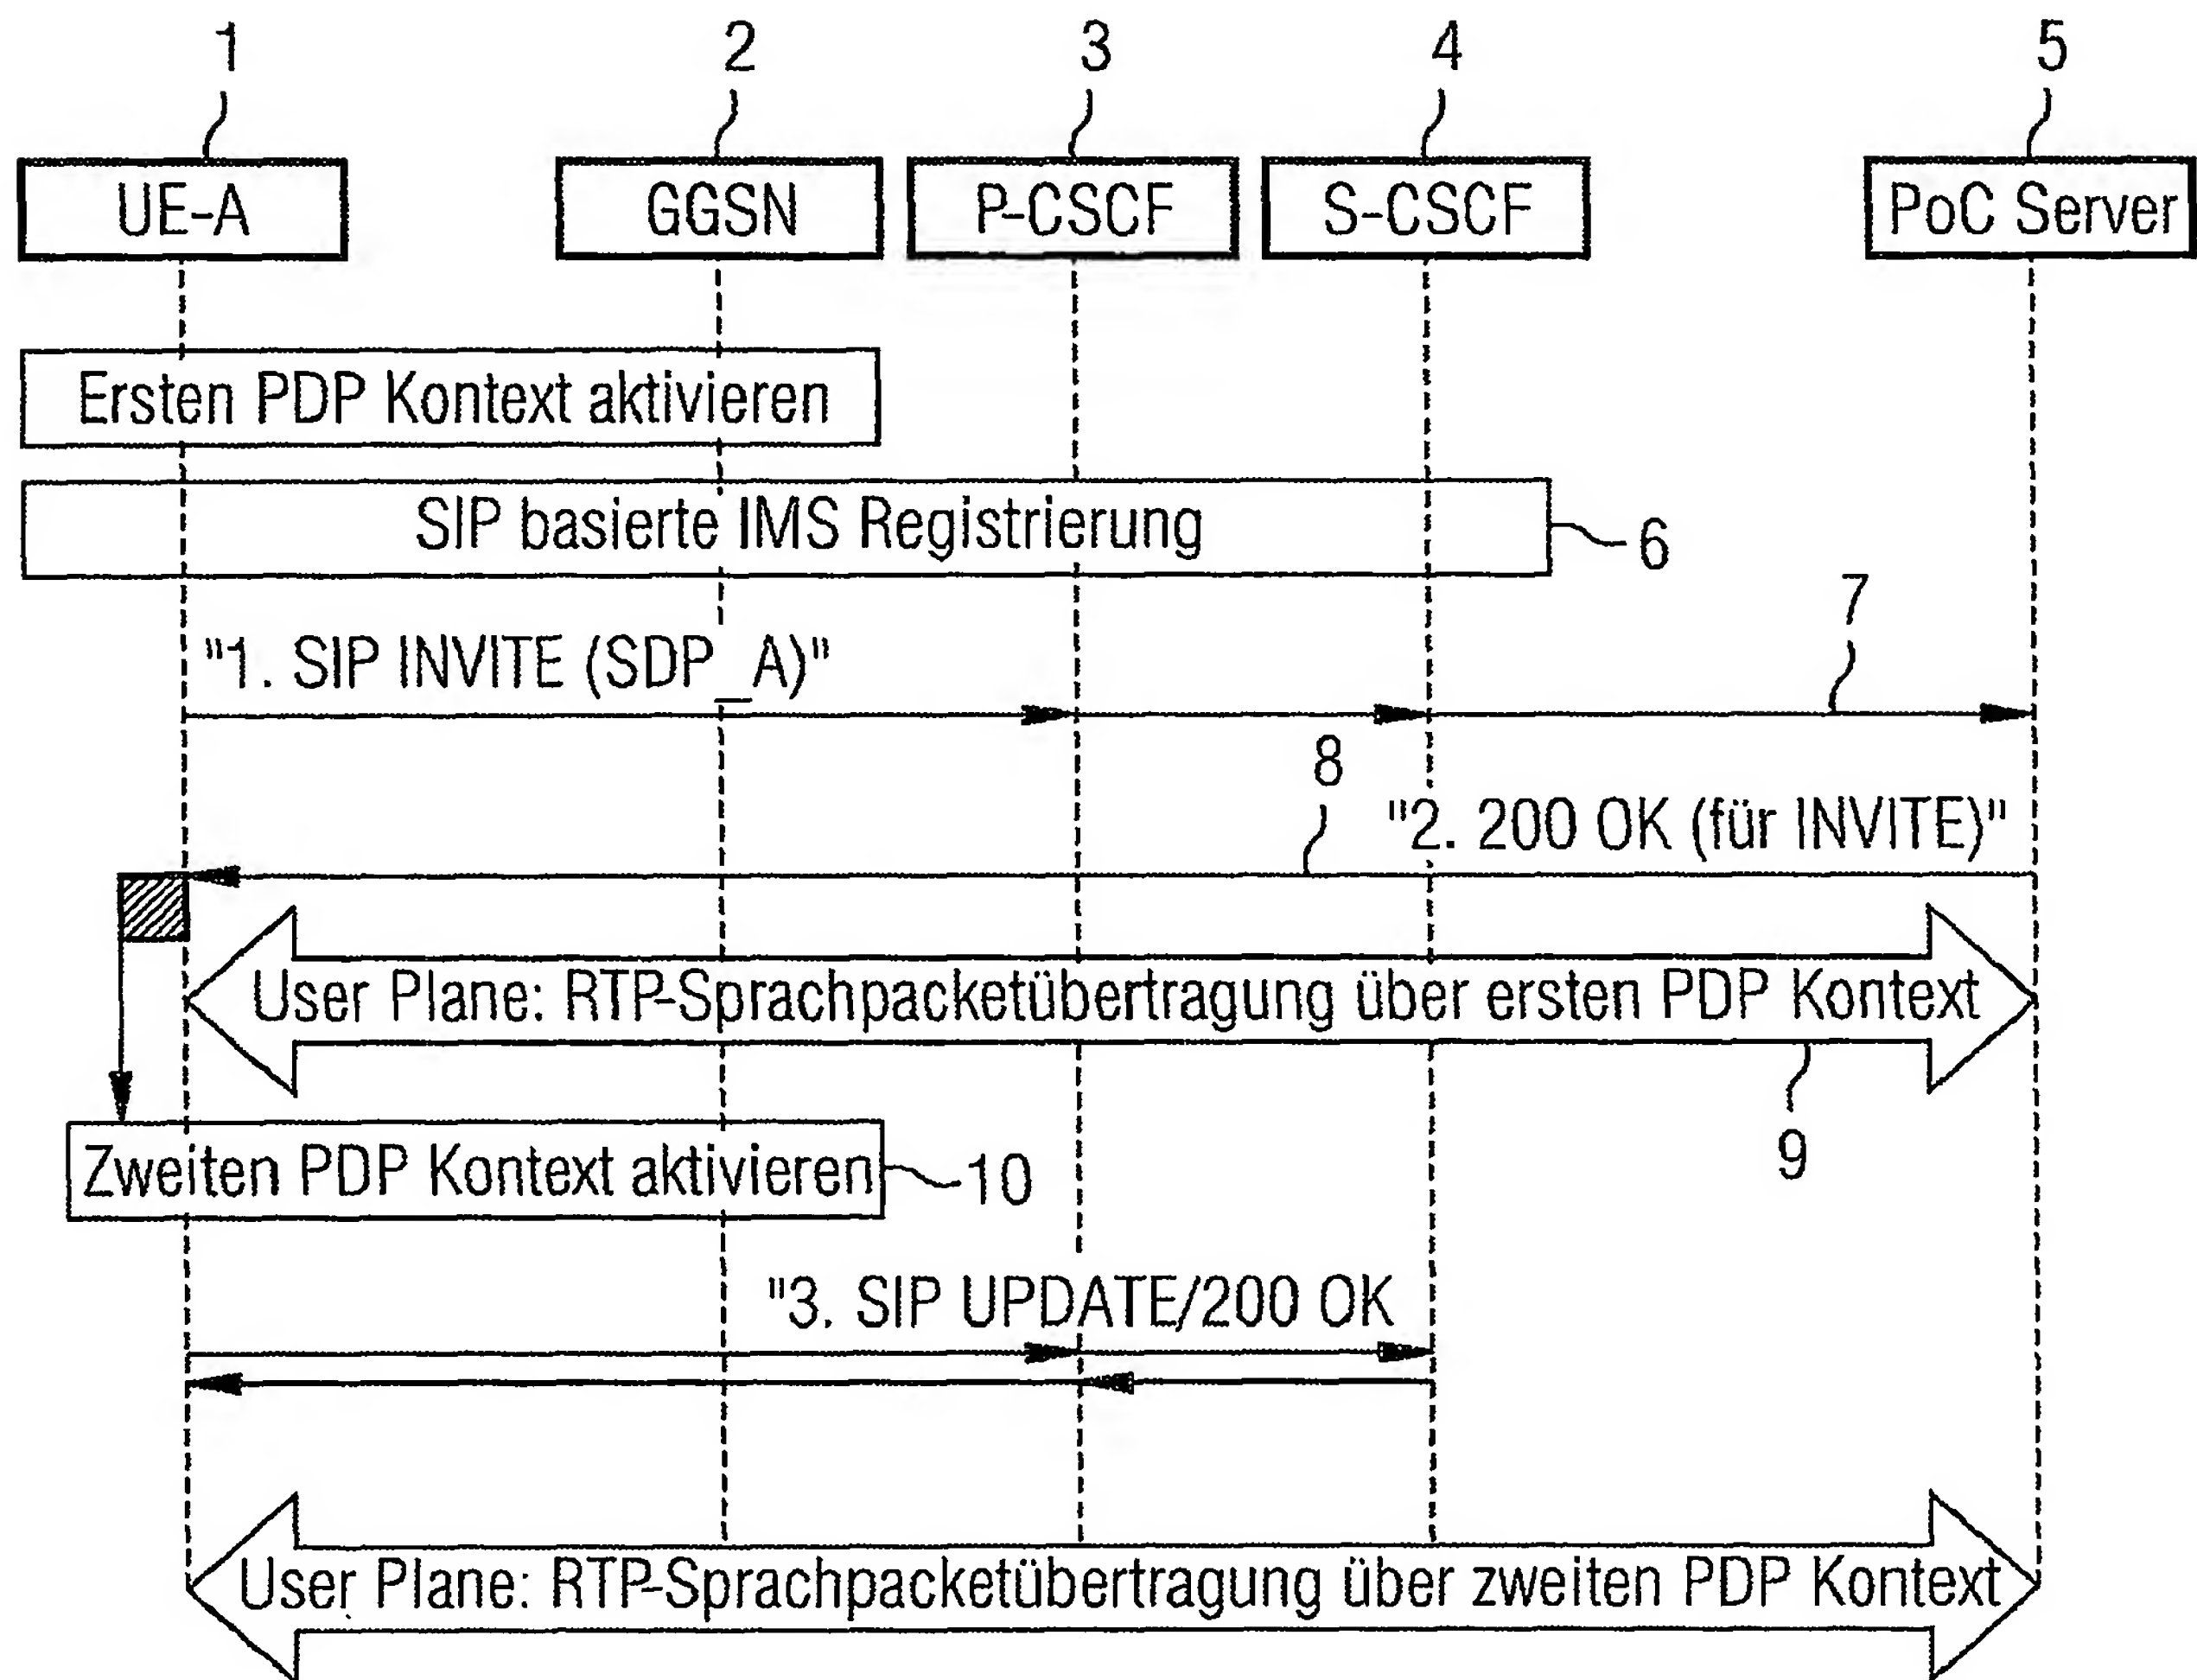 1 2 3 4 5
UE-A GGSN P-CSCF S-CSCF PoC Server
Ersten PDP Kontext aktivieren
SIP basierte IMS Registrierung
6
7
"1. SIP INVITE (SDP_A)"
8
"2. 200 OK (für INVITE)"
User Plane: RTP-Sprachpacketübertragung über ersten PDP Kontext
9
Zweiten PDP Kontext aktivieren
10
"3. SIP UPDATE/200 OK
User Plane: RTP-Sprachpacketübertragung über zweiten PDP Kontext